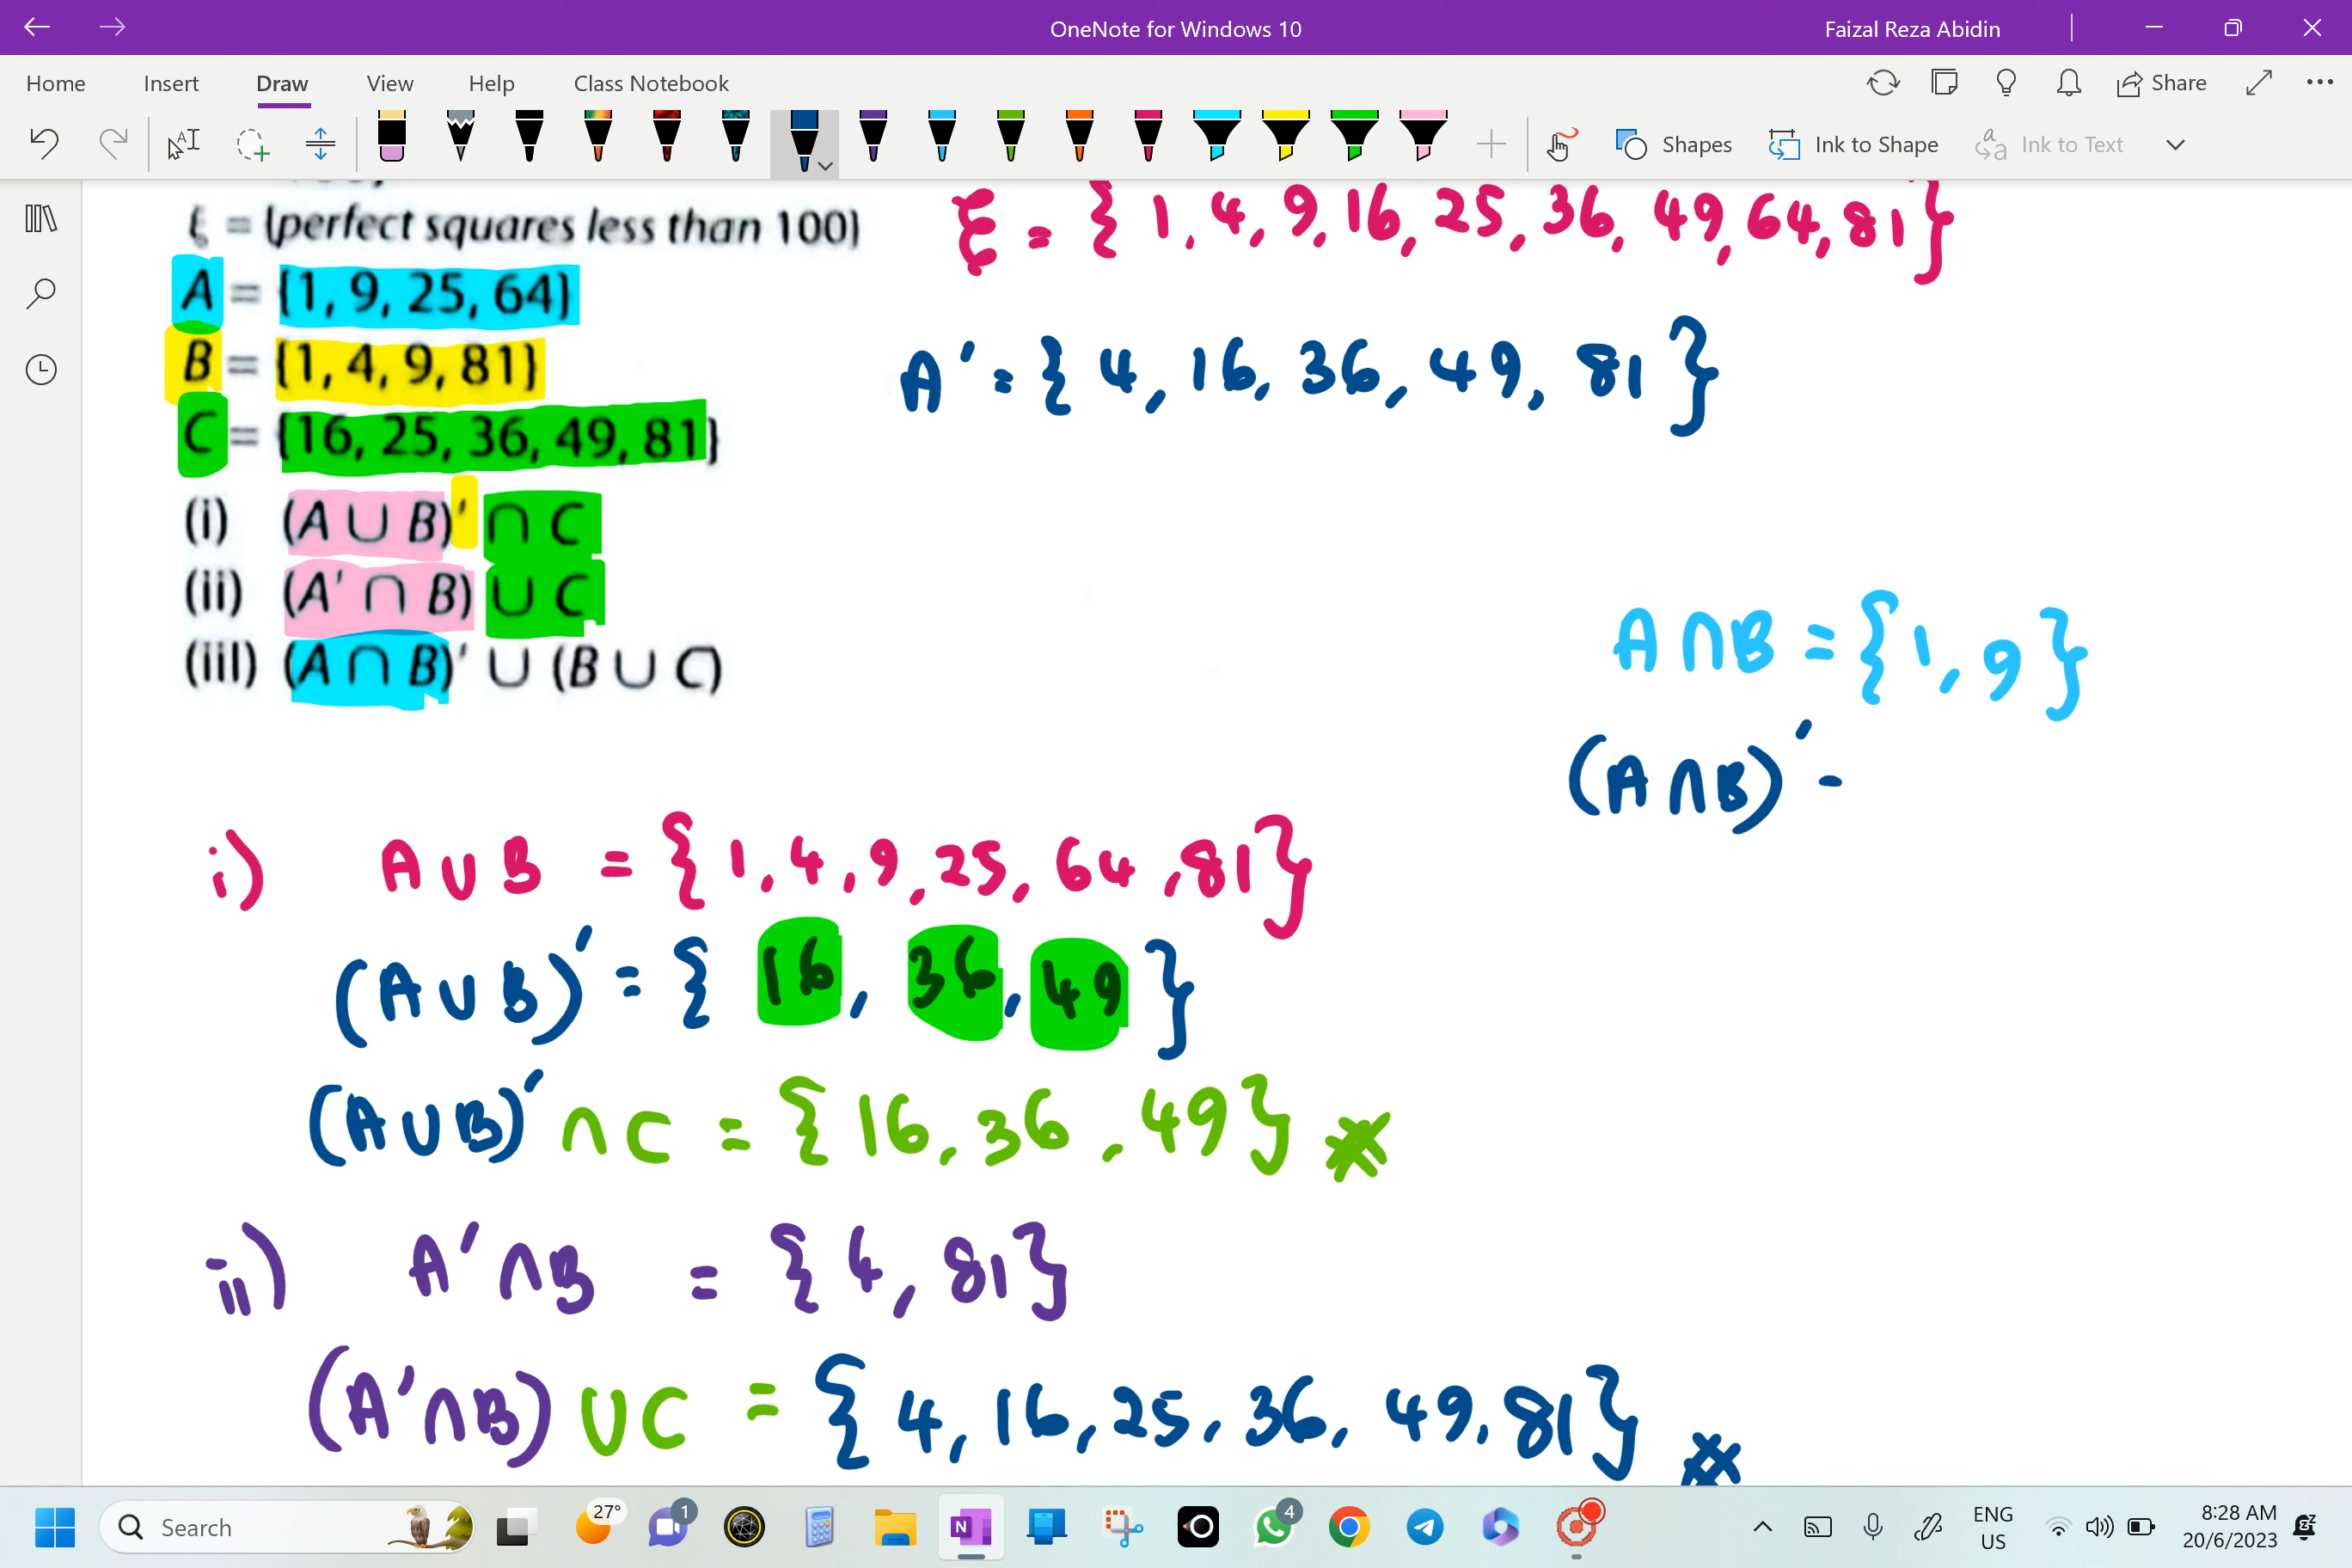 OneNote for Windows 10
Faizal Reza Abidin
Home Insert Draw View Help Class Notebook
Share
Shapes Ink to Shape Ink to Text
ξ = {perfect squares less than 100}
ξ = { 1, 4, 9, 16, 25, 36, 49, 64, 81 }
A = {1, 9, 25, 64}
A' = { 4, 16, 36, 49, 81 }
B = {1, 4, 9, 81}
C = {16, 25, 36, 49, 81}
(i) (A ∪ B)' ∩ C
(ii) (A' ∩ B) ∪ C
(iii) (A ∩ B)' ∪ (B ∪ C)
A ∩ B = { 1, 9 }
(A ∩ B)' -
i) A ∪ B = { 1, 4, 9, 25, 64, 81 }
(A ∪ B)' = { 16, 36, 49 }
(A ∪ B)' ∩ C = { 16, 36, 49 }
ii) A' ∩ B = { 4, 81 }
(A' ∩ B) ∪ C = { 4, 16, 25, 36, 49, 81 }
Search
27°
1
N
4
ENG
US
8:28 AM
20/6/2023